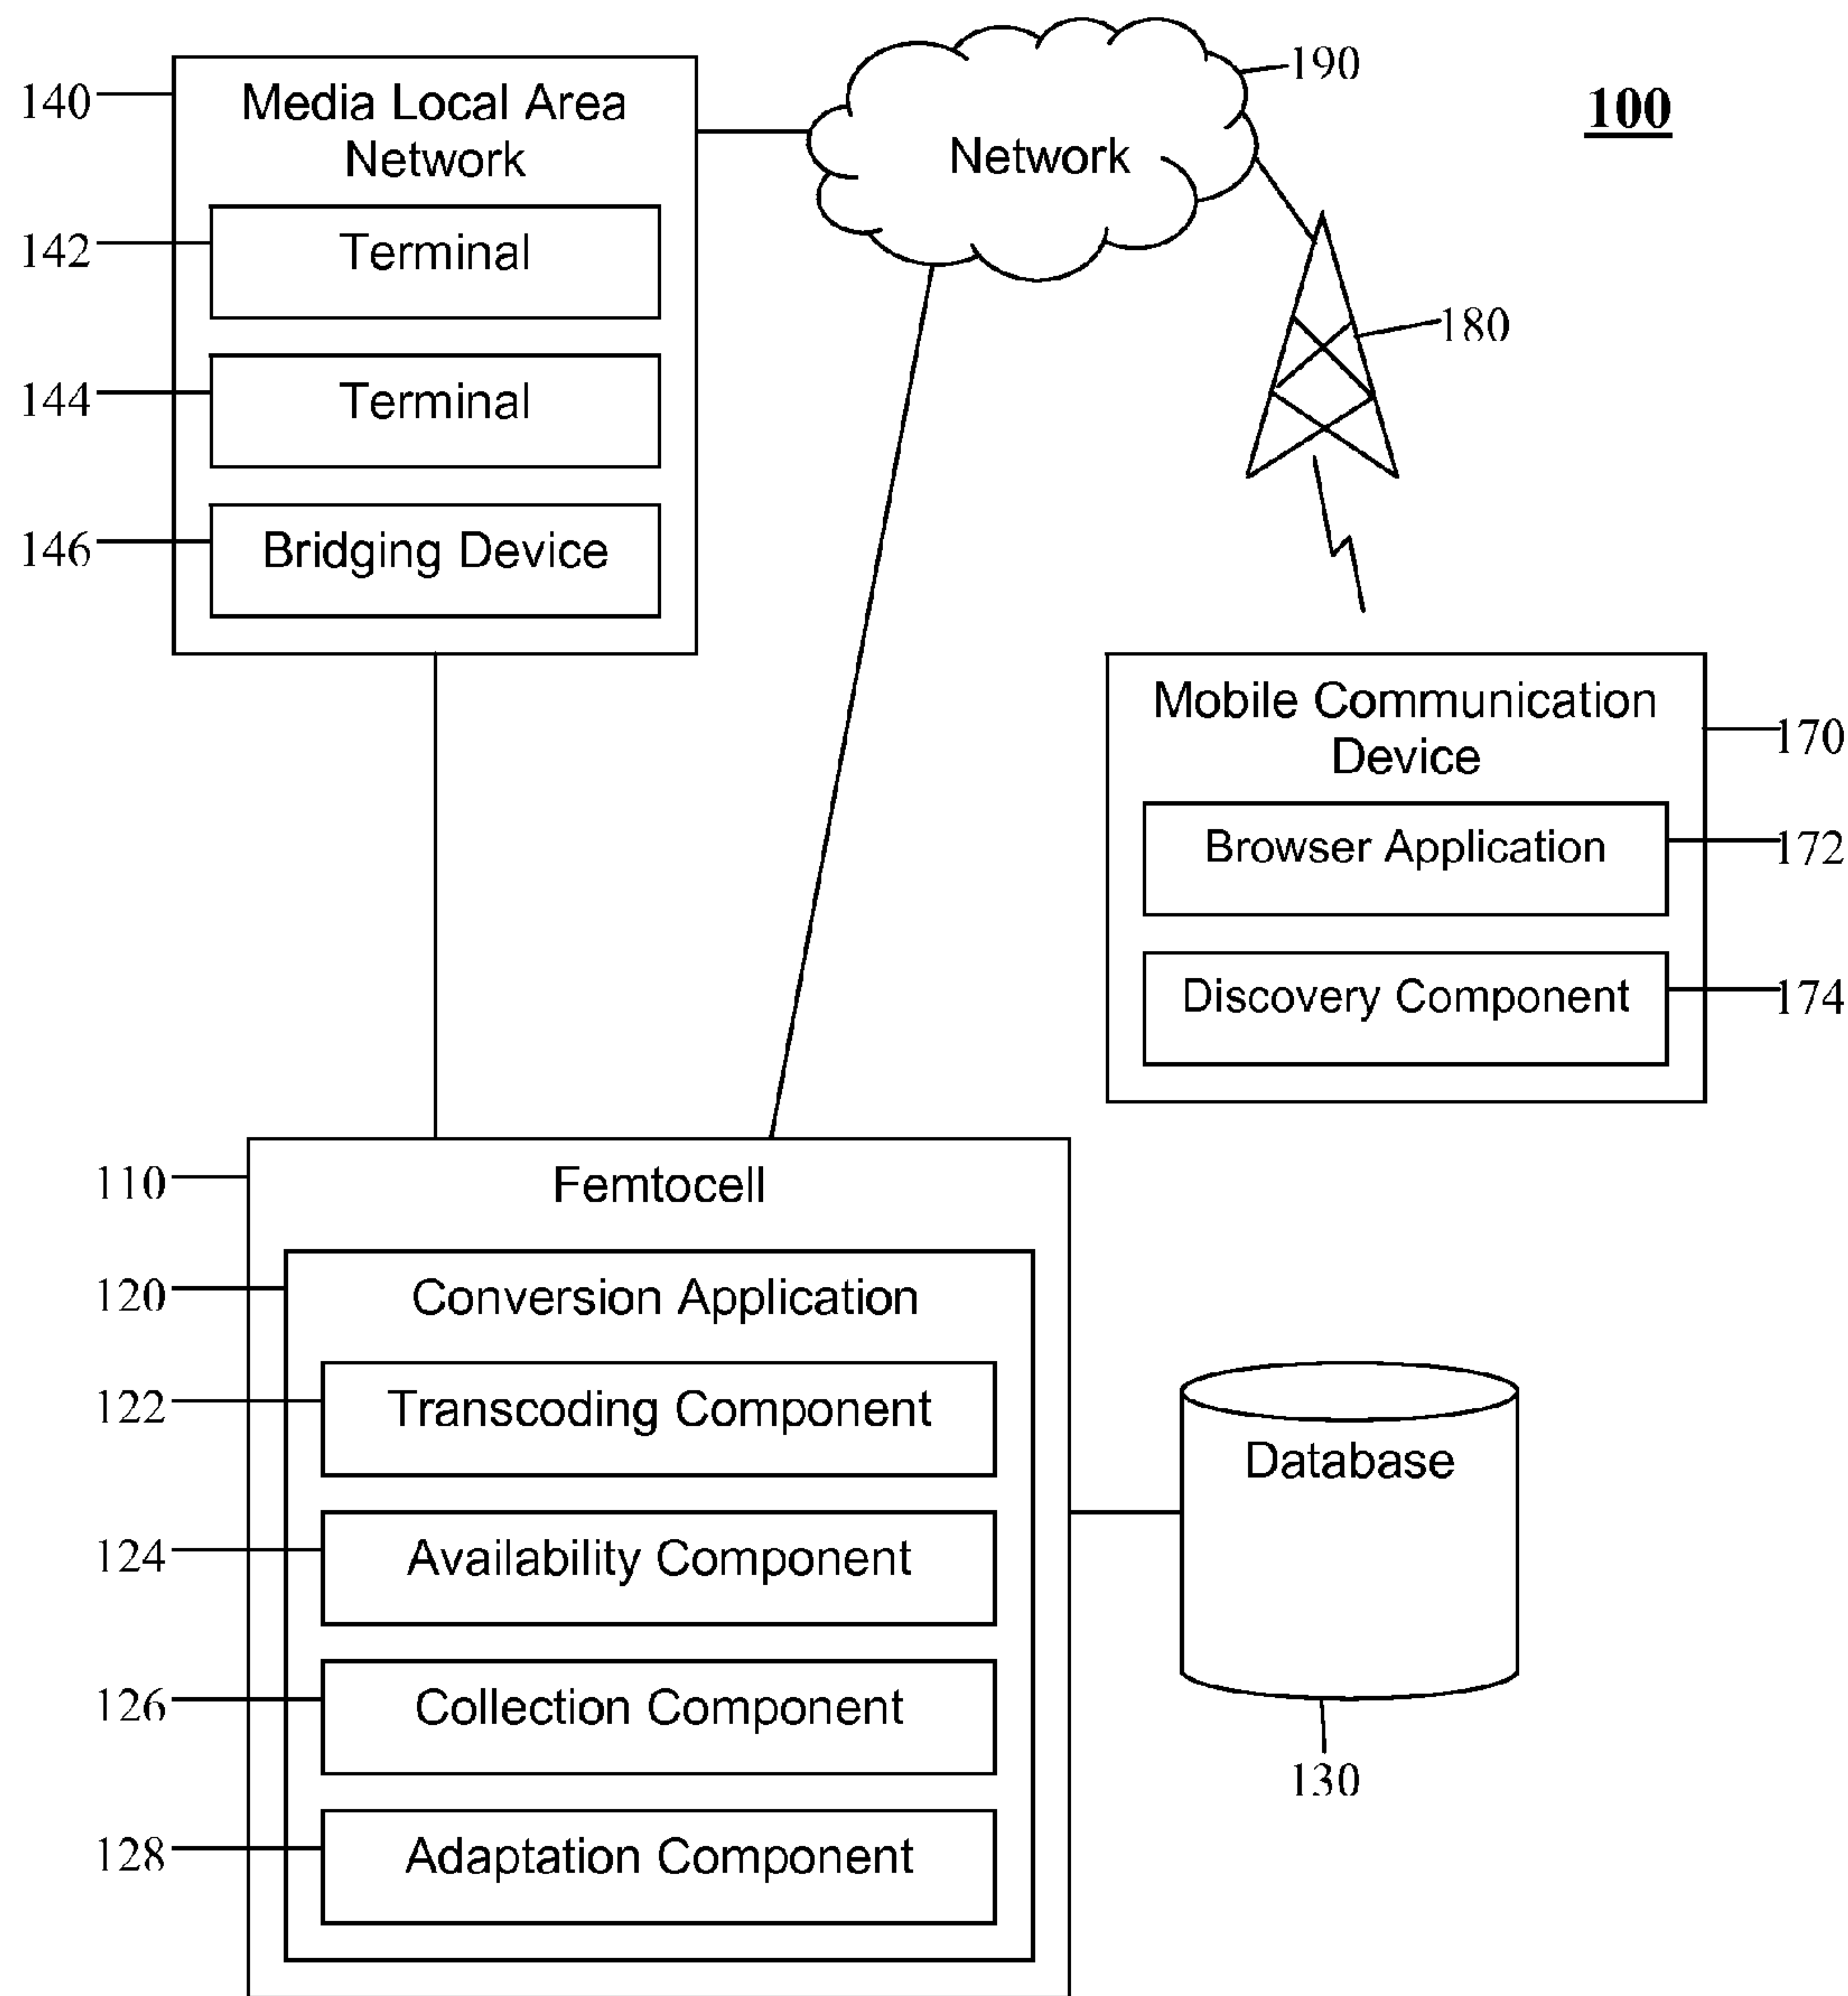 100
190
Network
140
Media Local Area
Network
142
Terminal
144
Terminal
146
Bridging Device
180
Mobile Communication
Device
170
Browser Application
172
Discovery Component
174
110
Femtocell
120
Conversion Application
122
Transcoding Component
124
Availability Component
126
Collection Component
128
Adaptation Component
Database
130